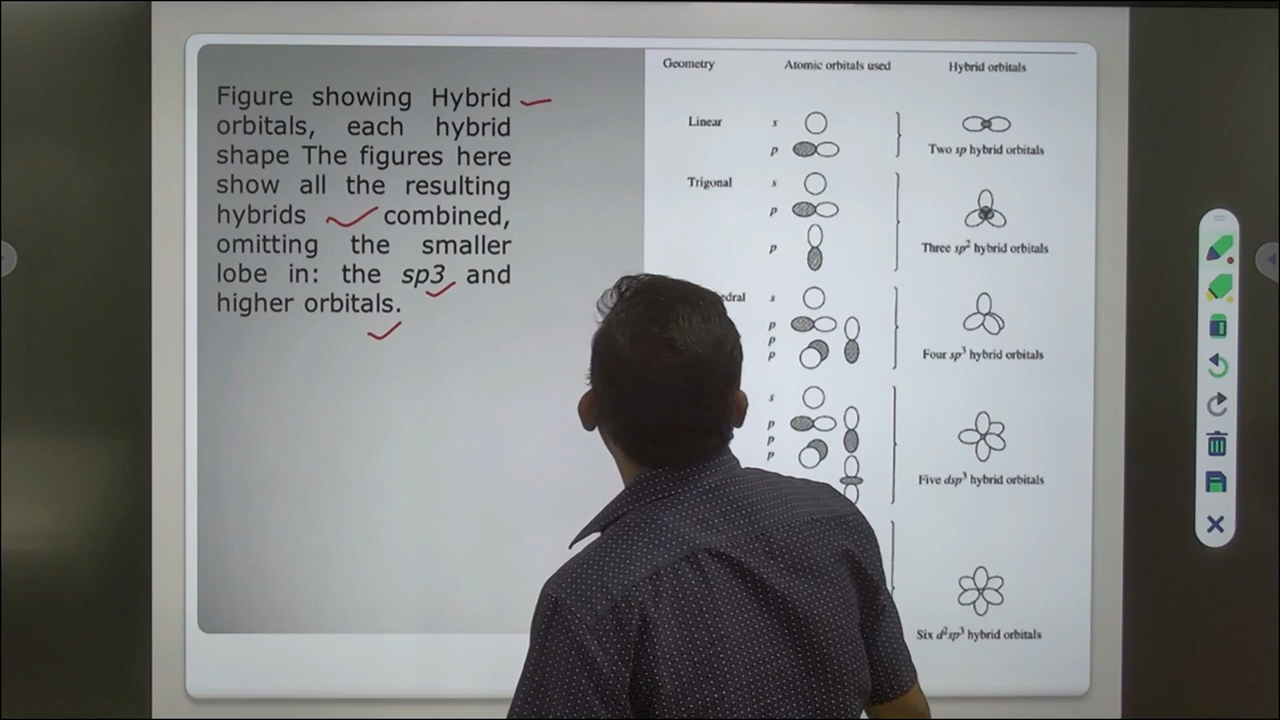 Figure showing Hybrid
orbitals, each hybrid
shape The figures here
show all the resulting
hybrids combined,
omitting the smaller
lobe in: the sp3 and
higher orbitals.
Geometry Atomic orbitals used Hybrid orbitals
Linear s
p
Two sp hybrid orbitals
Trigonal s
p
p
Three sp² hybrid orbitals
s
p
p
p
Four sp³ hybrid orbitals
s
p
p
p
Five dsp³ hybrid orbitals
Six d²sp³ hybrid orbitals